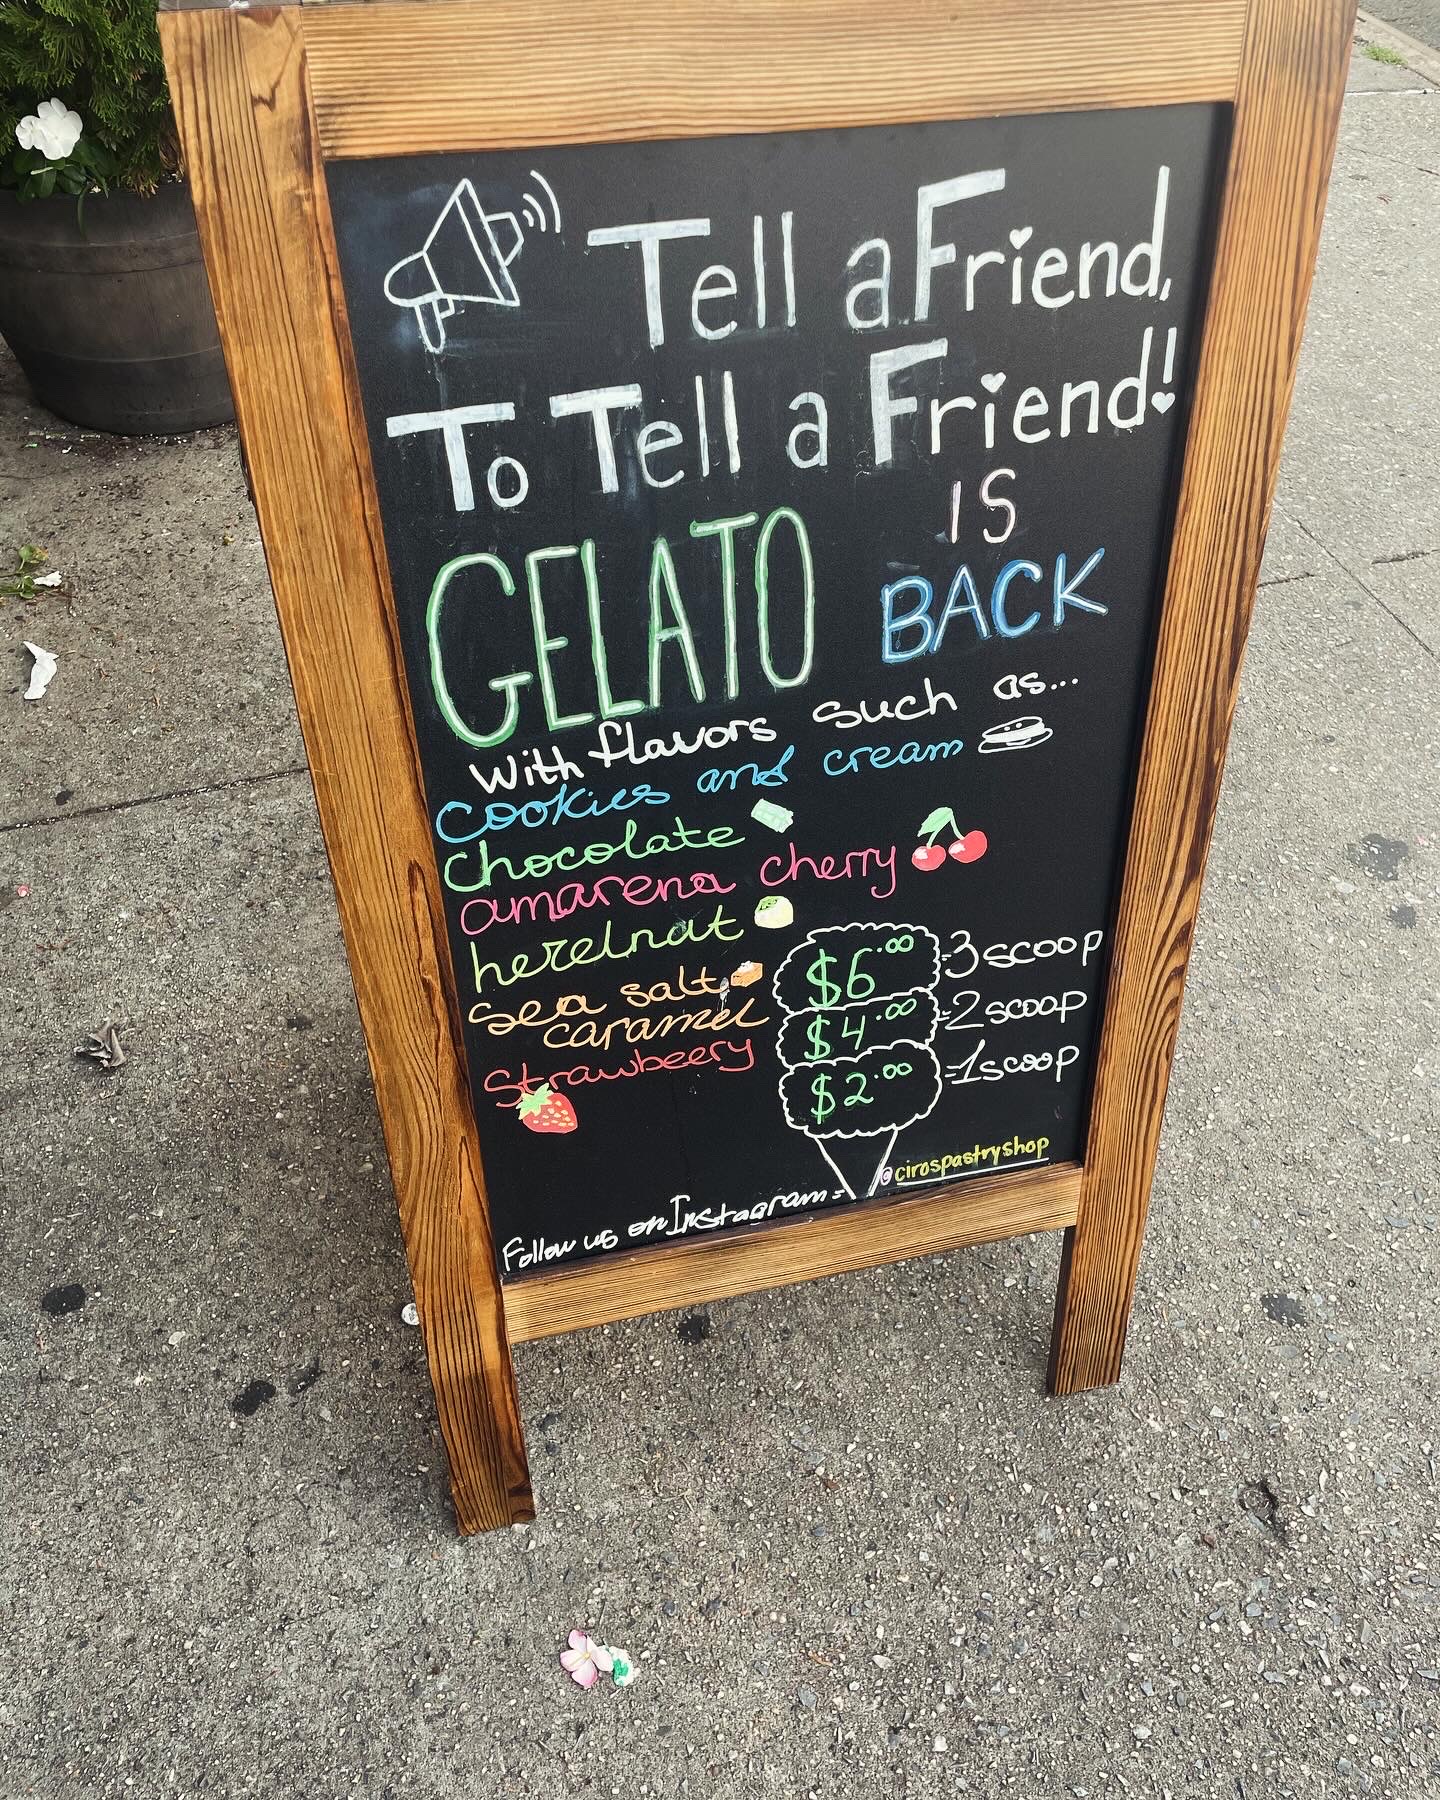 Tell a Friend,
To Tell a Friend!
GELATO IS
BACK
with flavors such as...
cookies and cream
chocolate
amarena cherry
herelnut
sea salt
caramel
strawbeery
$6.00 -3 scoop
$4.00 -2 scoop
$2.00 -1 scoop
Follow us on Instagram= @cirospastryshop